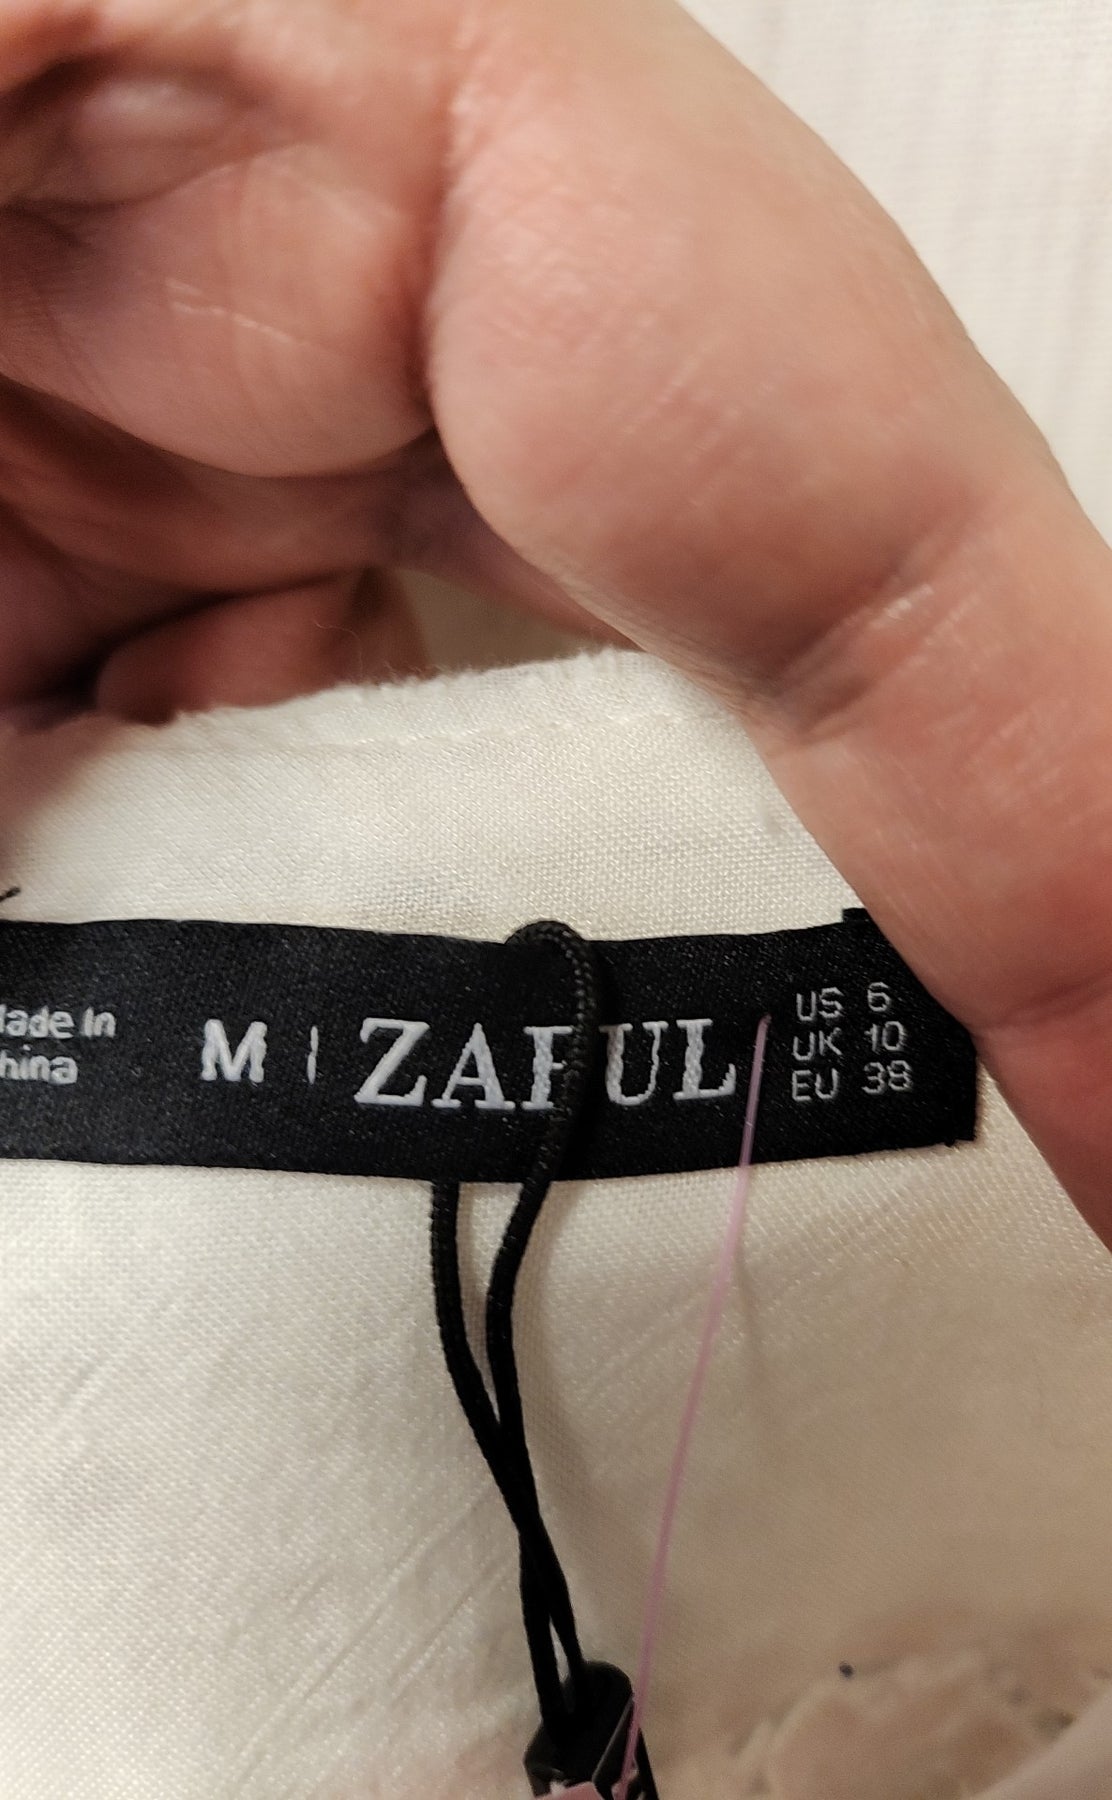 lade In
hina
M | ZAFUL
US 6
UK 10
EU 38